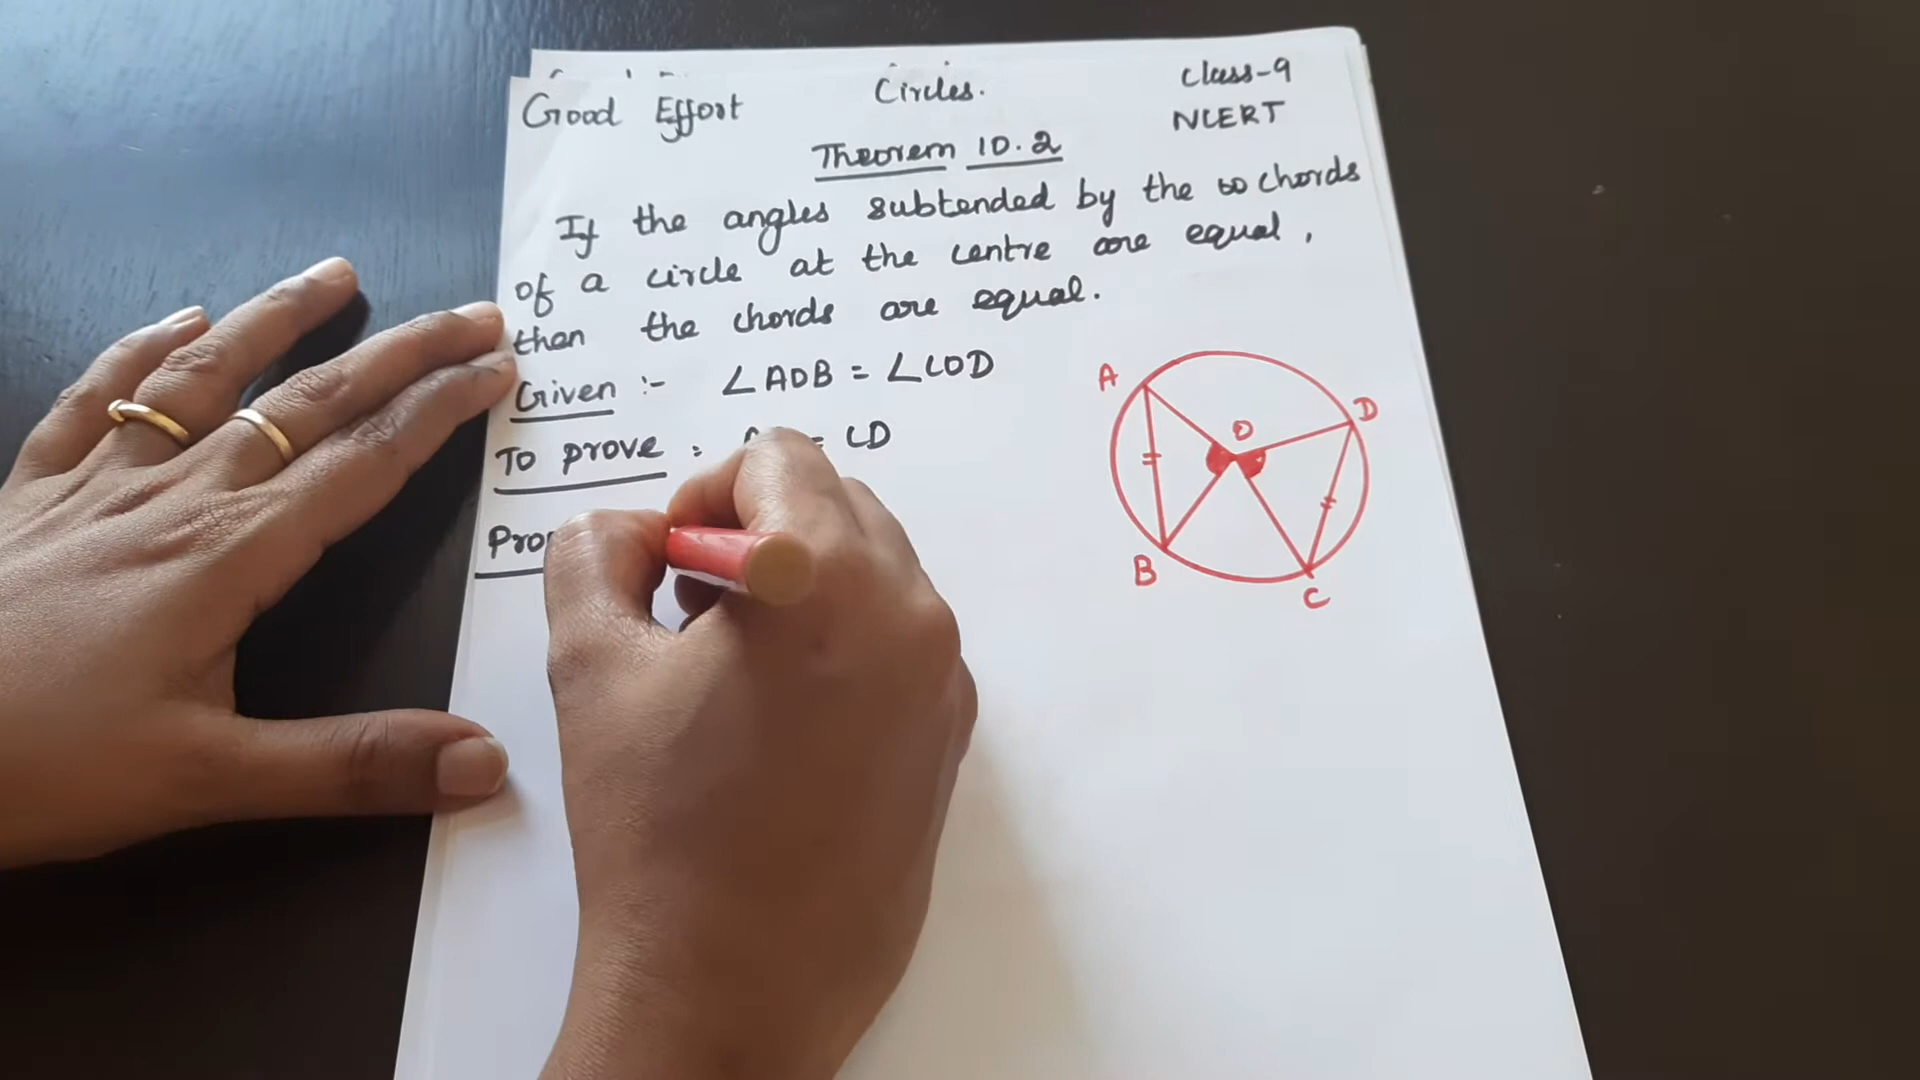 Good Effort
Circles.
Class-9
NCERT
Theorem 10.2
If the angles subtended by the chords
of a circle at the centre are equal,
then the chords are equal.
Given :- ∠AOB = ∠COD
To prove : = CD
A
O
D
B
C